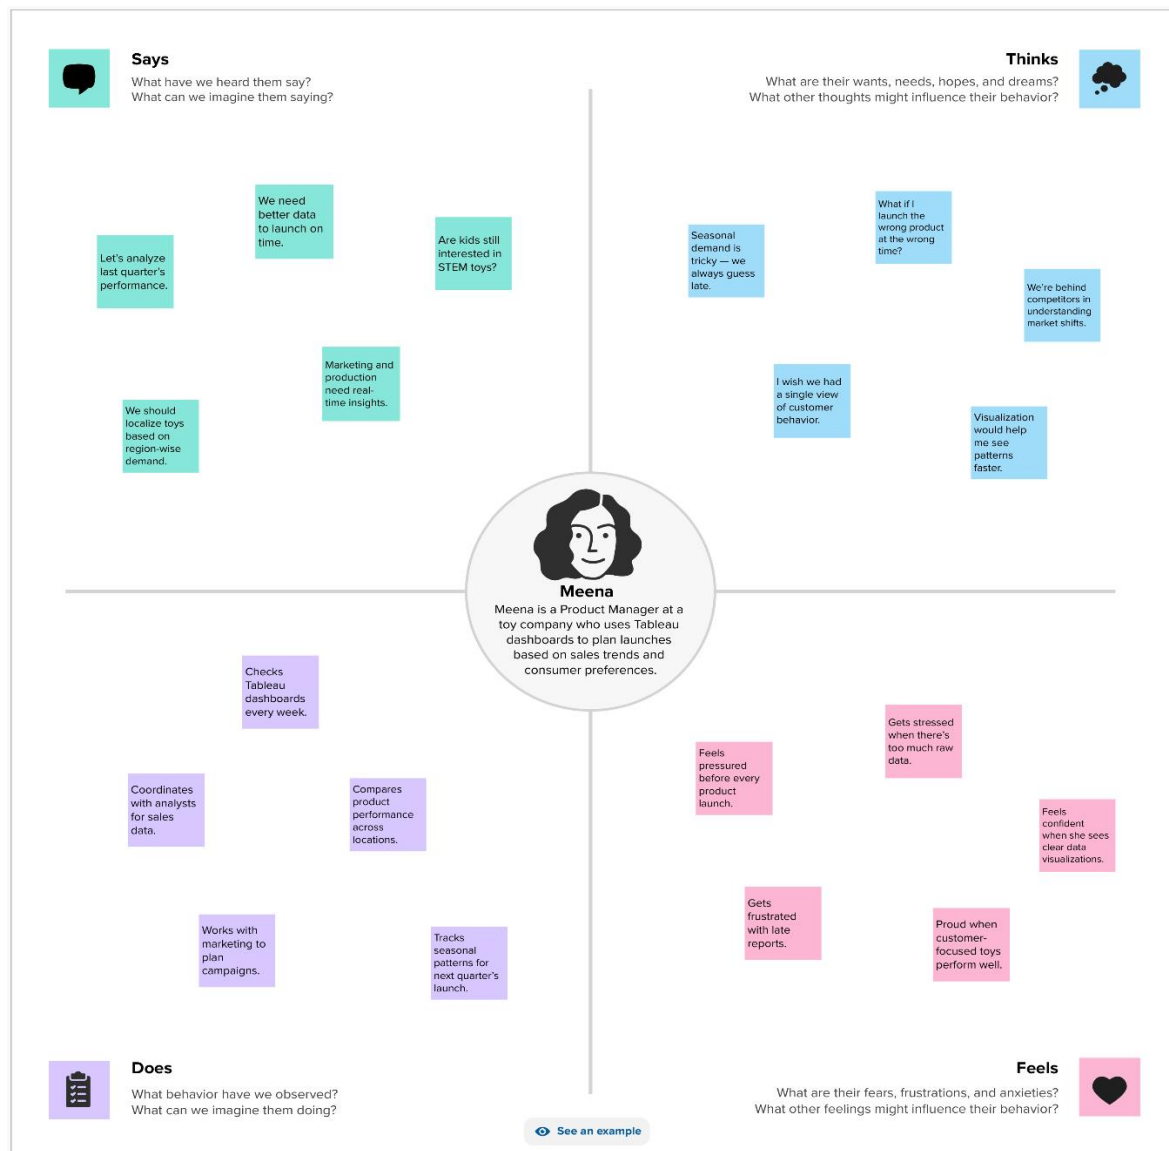 Says
What have we heard them say?
What can we imagine them saying?
Thinks
What are their wants, needs, hopes, and dreams?
What other thoughts might influence their behavior?
We need
better data
to launch on
time.
Let's analyze
last quarter's
performance.
Are kids still
interested in
STEM toys?
Marketing and
production
need real-
time insights.
We should
localize toys
based on
region-wise
demand.
What if I
launch the
wrong product
at the wrong
time?
Seasonal
demand is
tricky — we
always guess
late.
We're behind
competitors in
understanding
market shifts.
I wish we had
a single view
of customer
behavior.
Visualization
would help
me see
patterns
faster.
Meena
Meena is a Product Manager at a
toy company who uses Tableau
dashboards to plan launches
based on sales trends and
consumer preferences.
Checks
Tableau
dashboards
every week.
Coordinates
with analysts
for sales
data.
Compares
product
performance
across
locations.
Works with
marketing to
plan
campaigns.
Tracks
seasonal
patterns for
next quarter's
launch.
Gets stressed
when there's
too much raw
data.
Feels
pressured
before every
product
launch.
Feels
confident
when she sees
clear data
visualizations.
Gets
frustrated
with late
reports.
Proud when
customer-
focused toys
perform well.
Does
What behavior have we observed?
What can we imagine them doing?
Feels
What are their fears, frustrations, and anxieties?
What other feelings might influence their behavior?
See an example